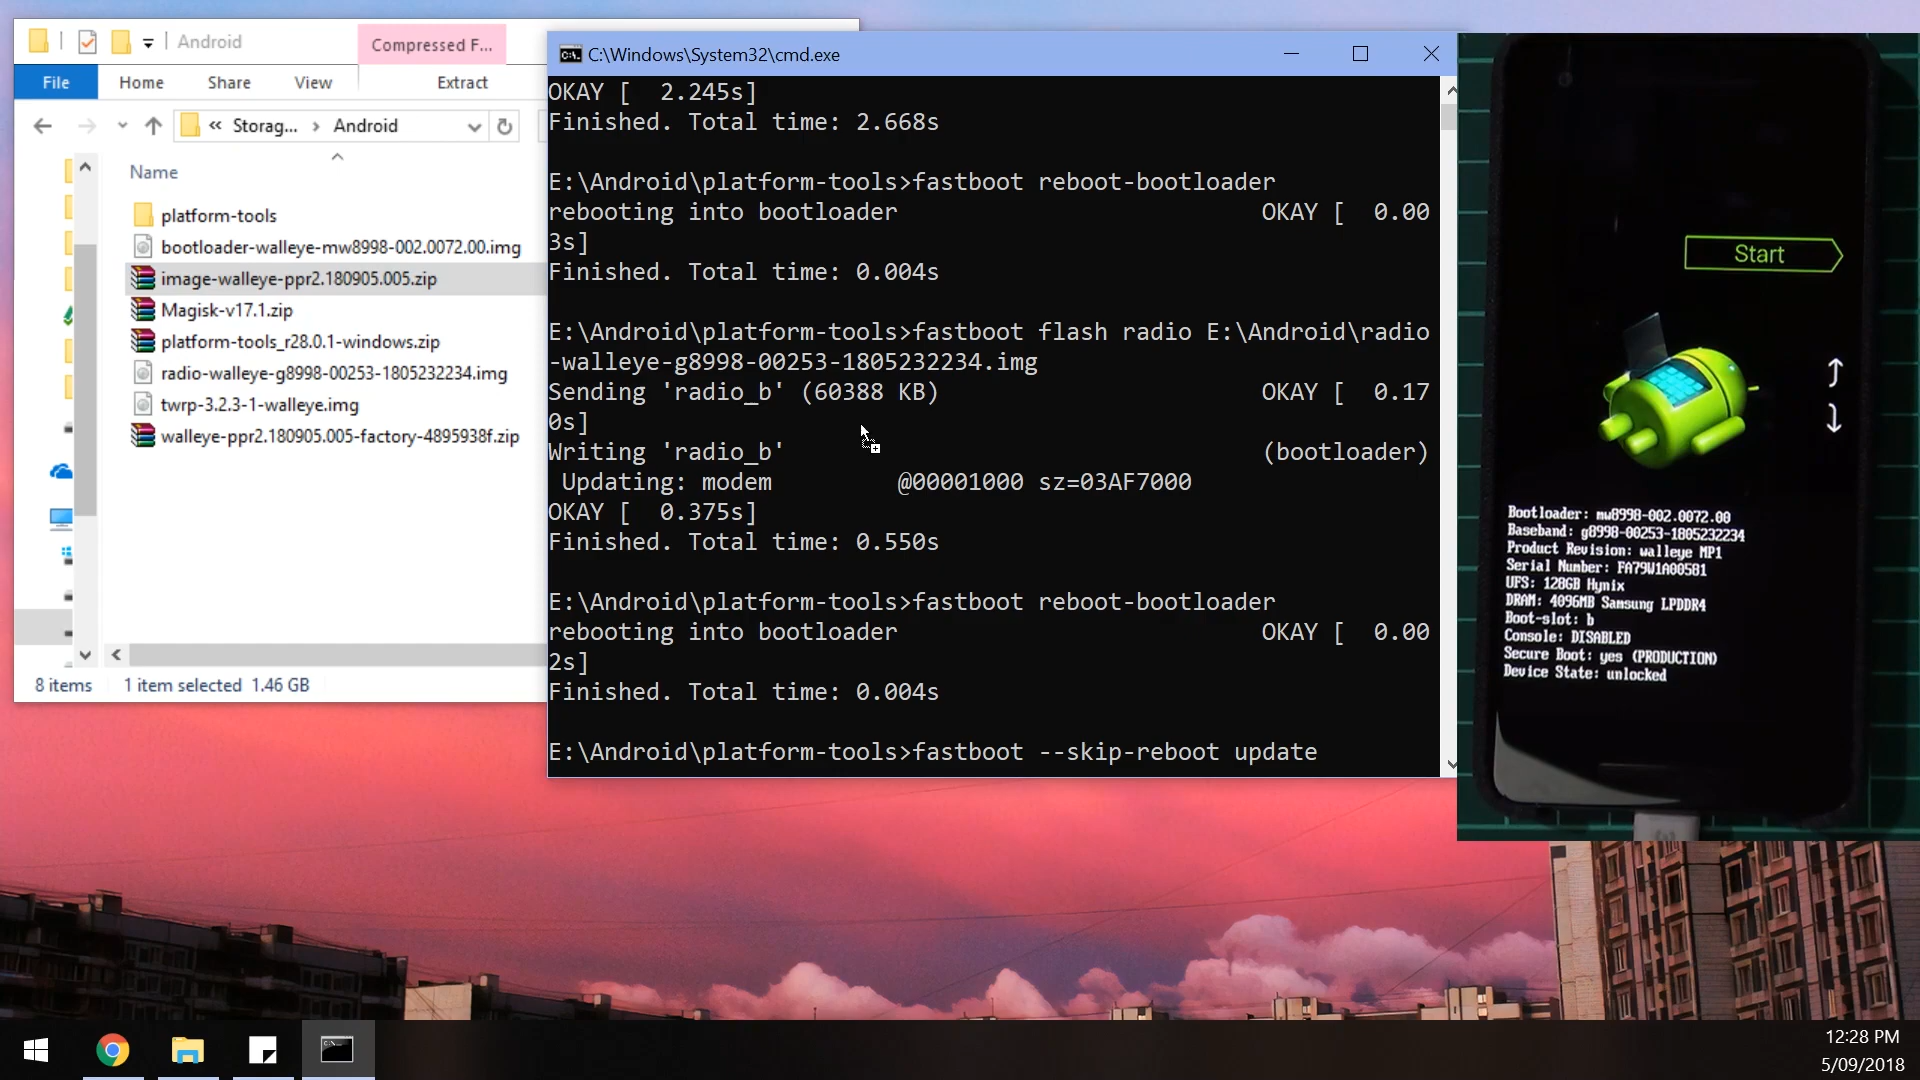 Android
Compressed F...
File
Home
Share
View
Extract
« Storag... › Android
Name
platform-tools
bootloader-walleye-mw8998-002.0072.00.img
image-walleye-ppr2.180905.005.zip
Magisk-v17.1.zip
platform-tools_r28.0.1-windows.zip
radio-walleye-g8998-00253-1805232234.img
twrp-3.2.3-1-walleye.img
walleye-ppr2.180905.005-factory-4895938f.zip
8 items
1 item selected 1.46 GB
C:\Windows\System32\cmd.exe
OKAY [  2.245s]
Finished. Total time: 2.668s
E:\Android\platform-tools>fastboot reboot-bootloader
rebooting into bootloader                          OKAY [  0.00
3s]
Finished. Total time: 0.004s
E:\Android\platform-tools>fastboot flash radio E:\Android\radio
-walleye-g8998-00253-1805232234.img
Sending 'radio_b' (60388 KB)                       OKAY [  0.17
0s]
Writing 'radio_b'                                  (bootloader)
 Updating: modem         @00001000 sz=03AF7000
OKAY [  0.375s]
Finished. Total time: 0.550s
E:\Android\platform-tools>fastboot reboot-bootloader
rebooting into bootloader                          OKAY [  0.00
2s]
Finished. Total time: 0.004s
E:\Android\platform-tools>fastboot --skip-reboot update
Start
Bootloader: mw8998-002.0072.00
Baseband: g8998-00253-1805232234
Product Revision: walleye MP1
Serial Number: FA79W1A00581
UFS: 128GB Hynix
DRAM: 4096MB Samsung LPDDR4
Boot-slot: b
Console: DISABLED
Secure Boot: yes (PRODUCTION)
Device State: unlocked
12:28 PM
5/09/2018